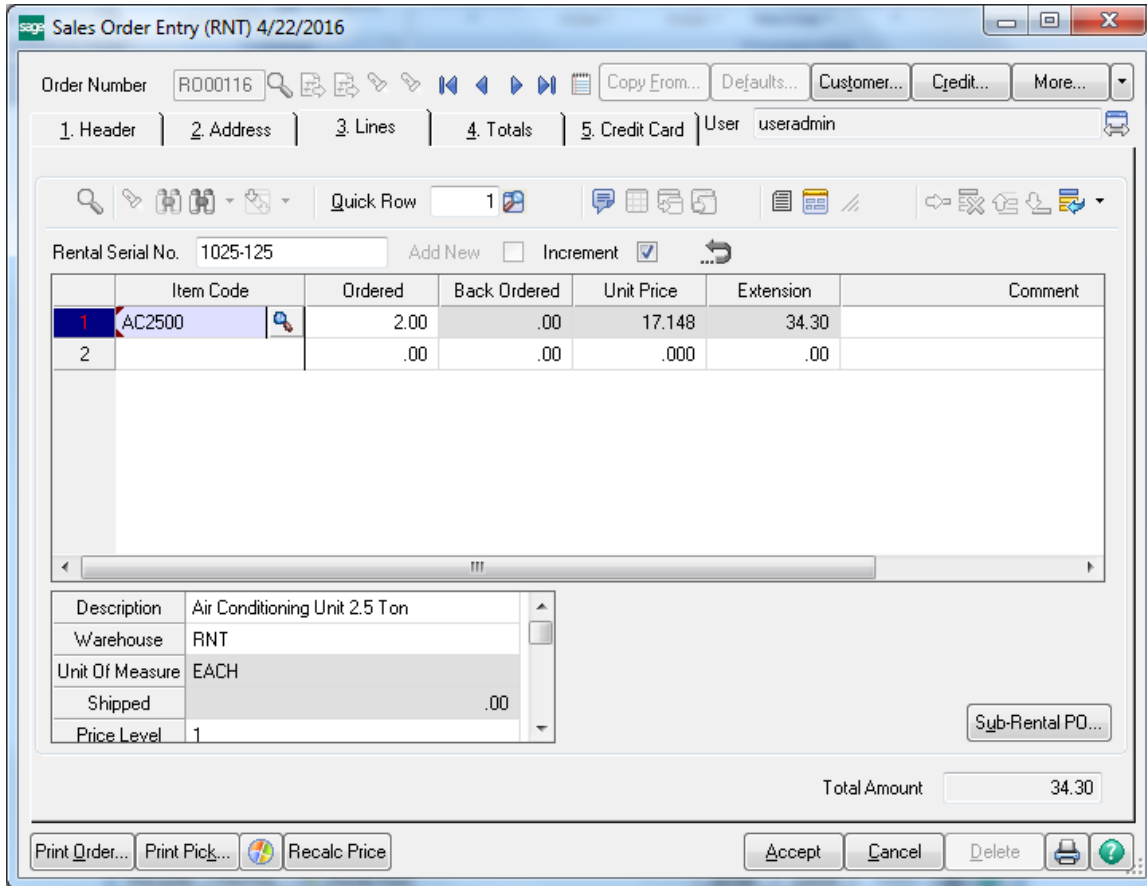 sage Sales Order Entry (RNT) 4/22/2016
Order Number RO00116 Copy From... Defaults... Customer... Credit... More...
1. Header 2. Address 3. Lines 4. Totals 5. Credit Card User useradmin
Quick Row 1
Rental Serial No. 1025-125 Add New Increment
Item Code Ordered Back Ordered Unit Price Extension Comment
1 AC2500 2.00 .00 17.148 34.30
2 .00 .00 .000 .00
Description Air Conditioning Unit 2.5 Ton
Warehouse RNT
Unit Of Measure EACH
Shipped .00
Price Level 1
Sub-Rental PO...
Total Amount 34.30
Print Order... Print Pick... Recalc Price Accept Cancel Delete